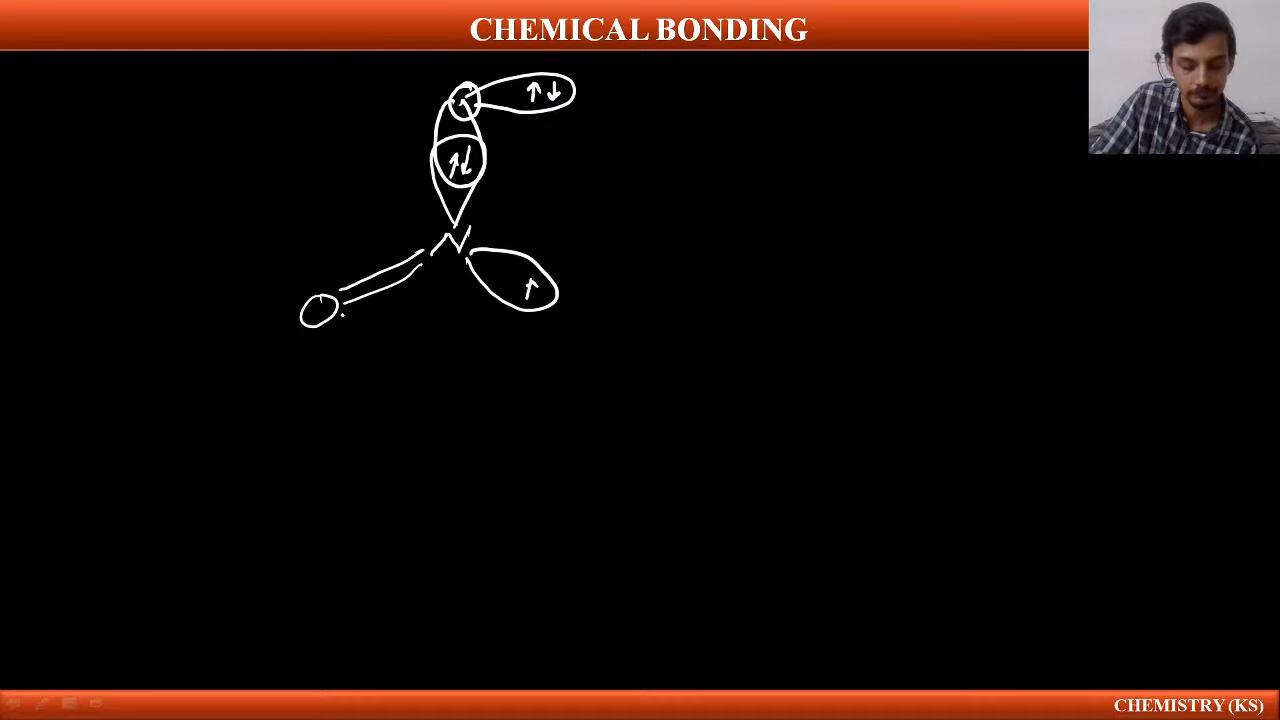 CHEMICAL BONDING
↑↓
↑↓
N
↑
O
CHEMISTRY (KS)